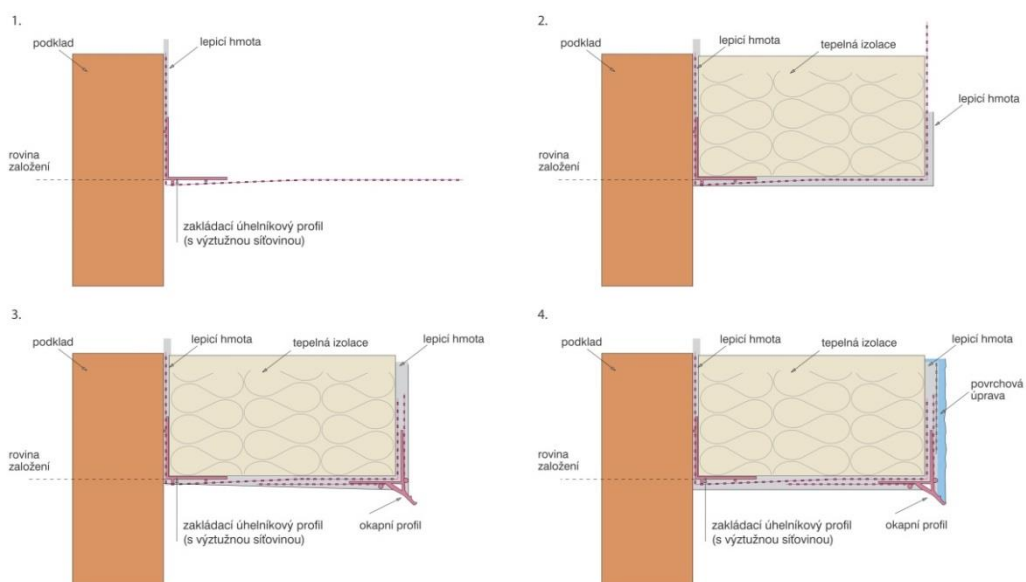 1.
podklad
lepicí hmota
rovina
založení
zakládací úhelníkový profil
(s výztužnou síťovinou)
2.
podklad
lepicí hmota
tepelná izolace
lepicí hmota
rovina
založení
3.
podklad
lepicí hmota
tepelná izolace
lepicí hmota
rovina
založení
zakládací úhelníkový profil
(s výztužnou síťovinou)
okapní profil
4.
podklad
lepicí hmota
tepelná izolace
lepicí hmota
povrchová
úprava
rovina
založení
zakládací úhelníkový profil
(s výztužnou síťovinou)
okapní profil